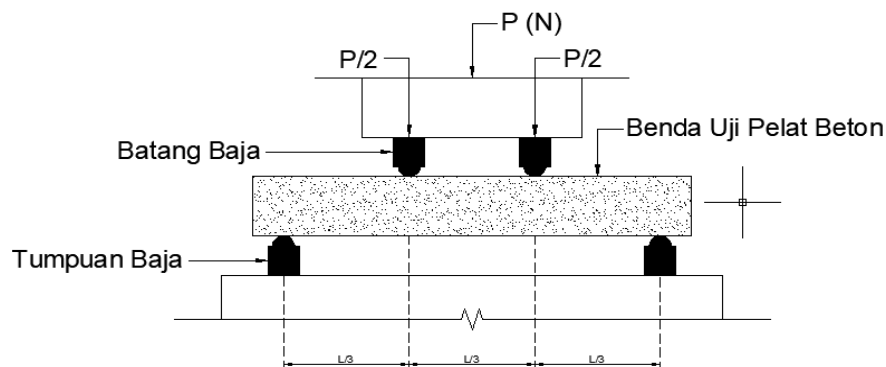 P (N)
P/2
P/2
Batang Baja
Benda Uji Pelat Beton
Tumpuan Baja
L/3
L/3
L/3